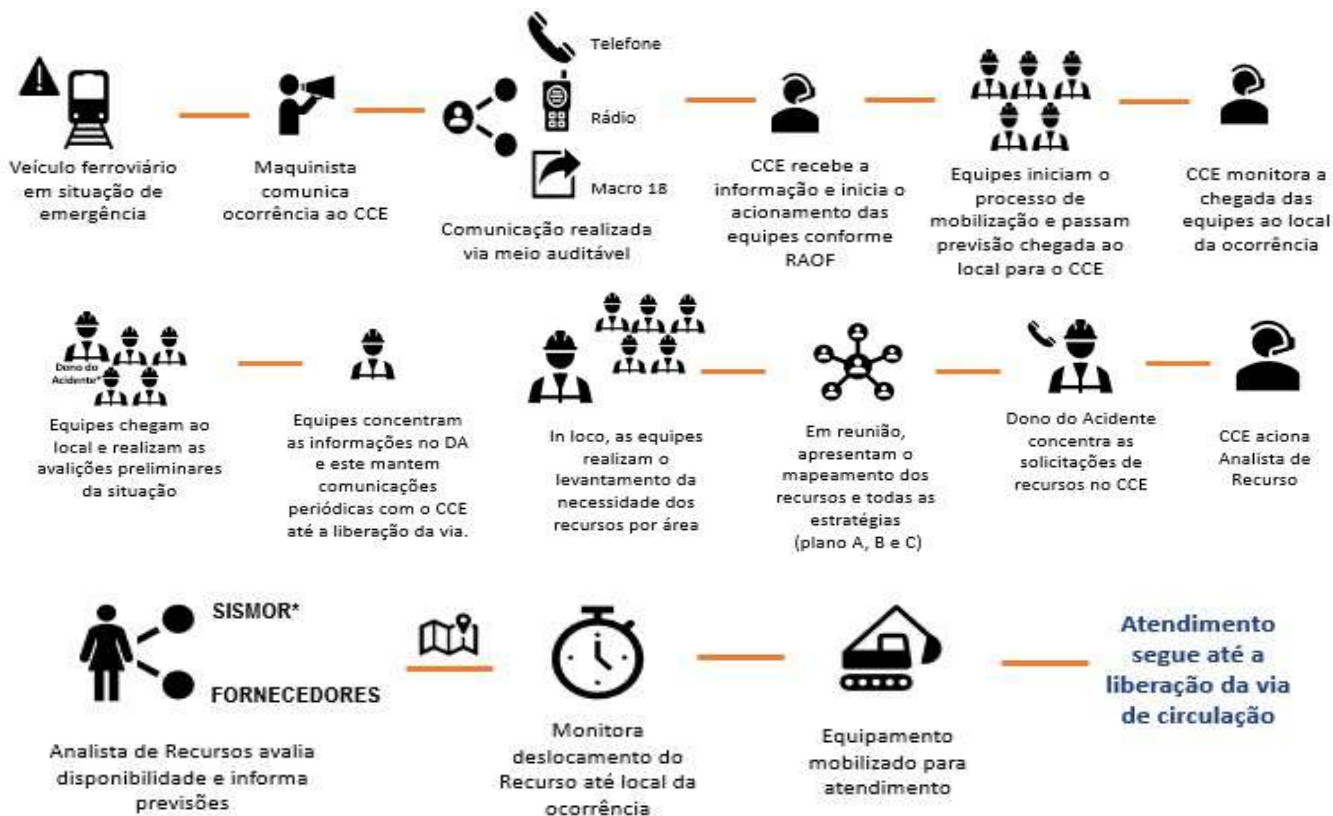 Telefone
Rádio
Macro 18
Veículo ferroviário
em situação de
emergência
Maquinista
comunica
ocorrência ao CCE
Comunicação realizada
via meio auditável
CCE recebe a
informação e inicia o
acionamento das
equipes conforme
RAOF
Equipes iniciam o
processo de
mobilização e passam
previsão chegada ao
local para o CCE
CCE monitora a
chegada das
equipes ao local
da ocorrência
Dono do
Acidente*
Equipes chegam ao
local e realizam as
avalições preliminares
da situação
Equipes concentram
as informações no DA
e este mantem
comunicações
periódicas com o CCE
até a liberação da via.
In loco, as equipes
realizam o
levantamento da
necessidade dos
recursos por área
Em reunião,
apresentam o
mapeamento dos
recursos e todas as
estratégias
(plano A, B e C)
Dono do Acidente
concentra as
solicitações de
recursos no CCE
CCE aciona
Analista de
Recurso
SISMOR*
FORNECEDORES
Analista de Recursos avalia
disponibilidade e informa
previsões
Monitora
deslocamento do
Recurso até local da
ocorrência
Equipamento
mobilizado para
atendimento
Atendimento
segue até a
liberação da via
de circulação